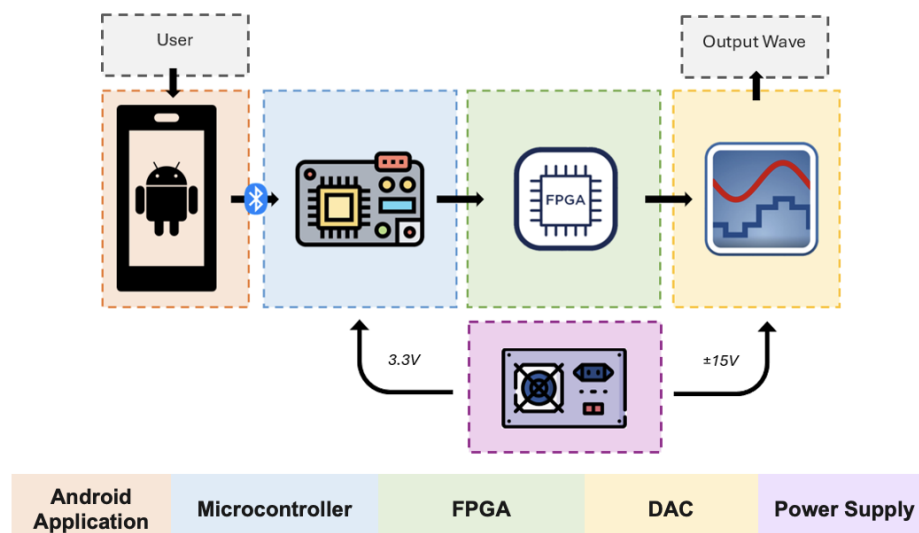 User
Output Wave
FPGA
3.3V
±15V
Android
Application
Microcontroller
FPGA
DAC
Power Supply